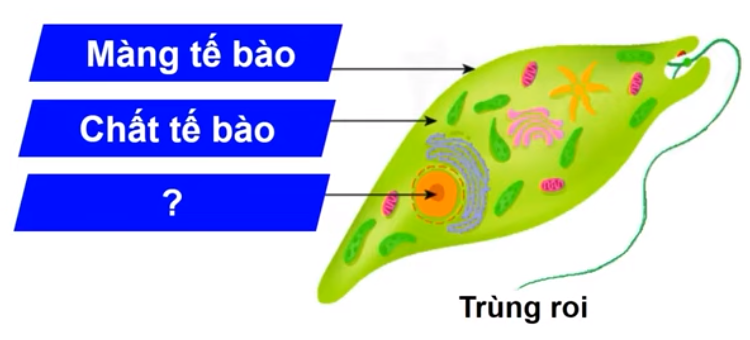 Màng tế bào
Chất tế bào
?
Trùng roi